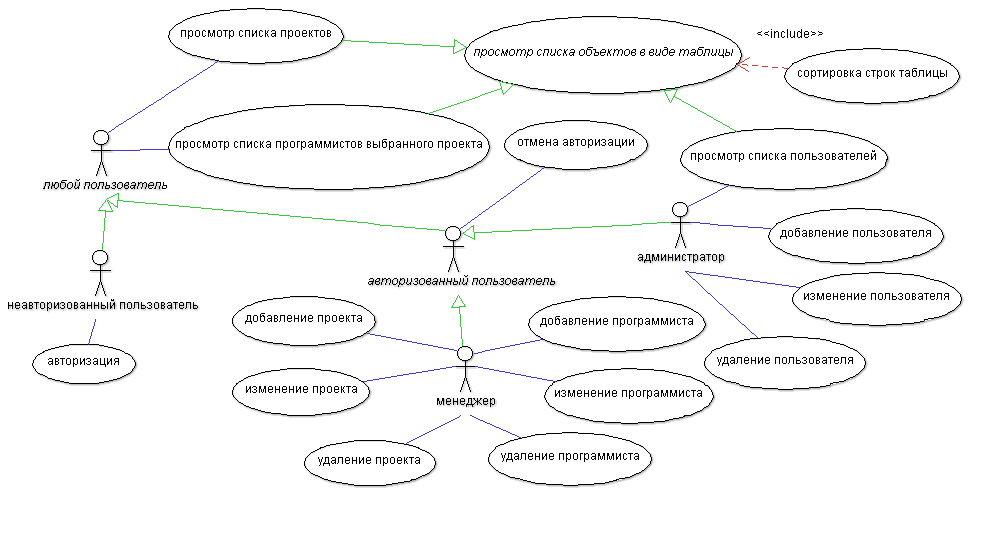 просмотр списка проектов
просмотр списка объектов в виде таблицы
<<include>>
сортировка строк таблицы
просмотр списка программистов выбранного проекта
отмена авторизации
просмотр списка пользователей
любой пользователь
добавление пользователя
администратор
авторизованный пользователь
неавторизованный пользователь
изменение пользователя
добавление проекта
добавление программиста
авторизация
удаление пользователя
изменение проекта
изменение программиста
менеджер
удаление проекта
удаление программиста